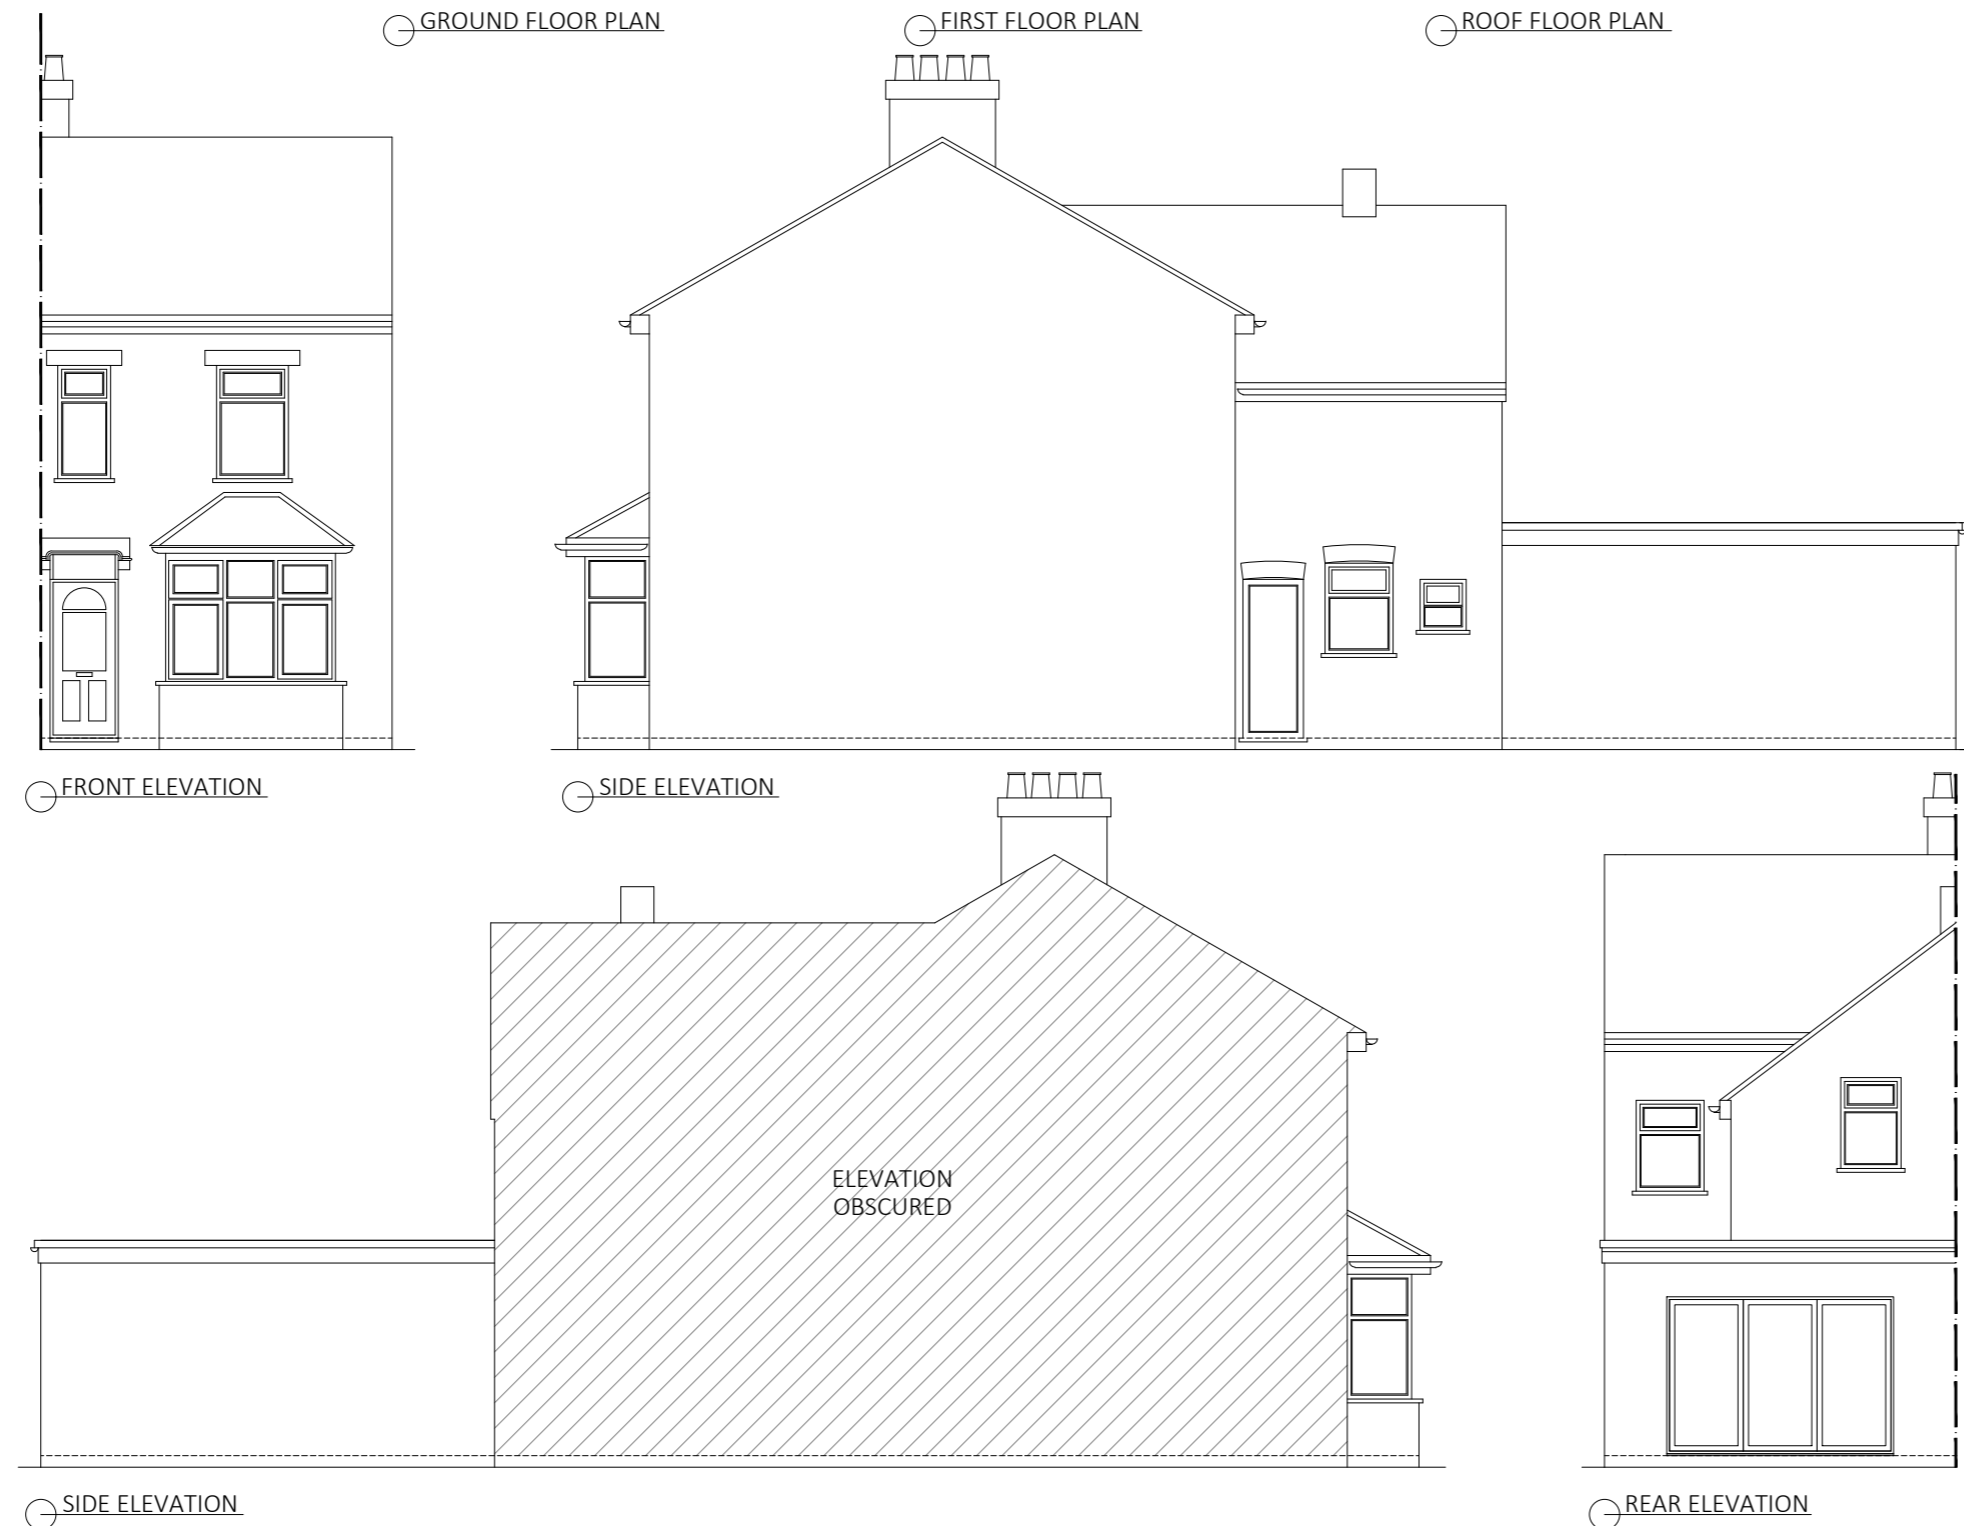 GROUND FLOOR PLAN
FIRST FLOOR PLAN
ROOF FLOOR PLAN
FRONT ELEVATION
SIDE ELEVATION
ELEVATION
OBSCURED
SIDE ELEVATION
REAR ELEVATION